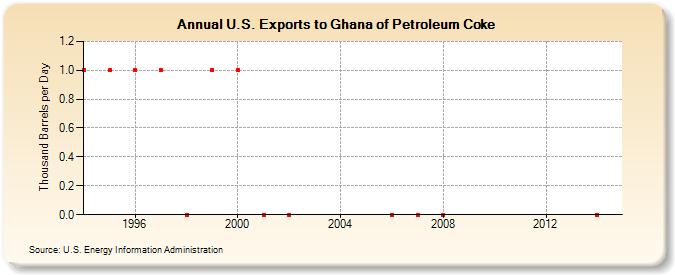 Annual U.S. Exports to Ghana of Petroleum Coke
Thousand Barrels per Day
1.2
1.0
0.8
0.6
0.4
0.2
0.0
1996 2000 2004 2008 2012
Source: U.S. Energy Information Administration